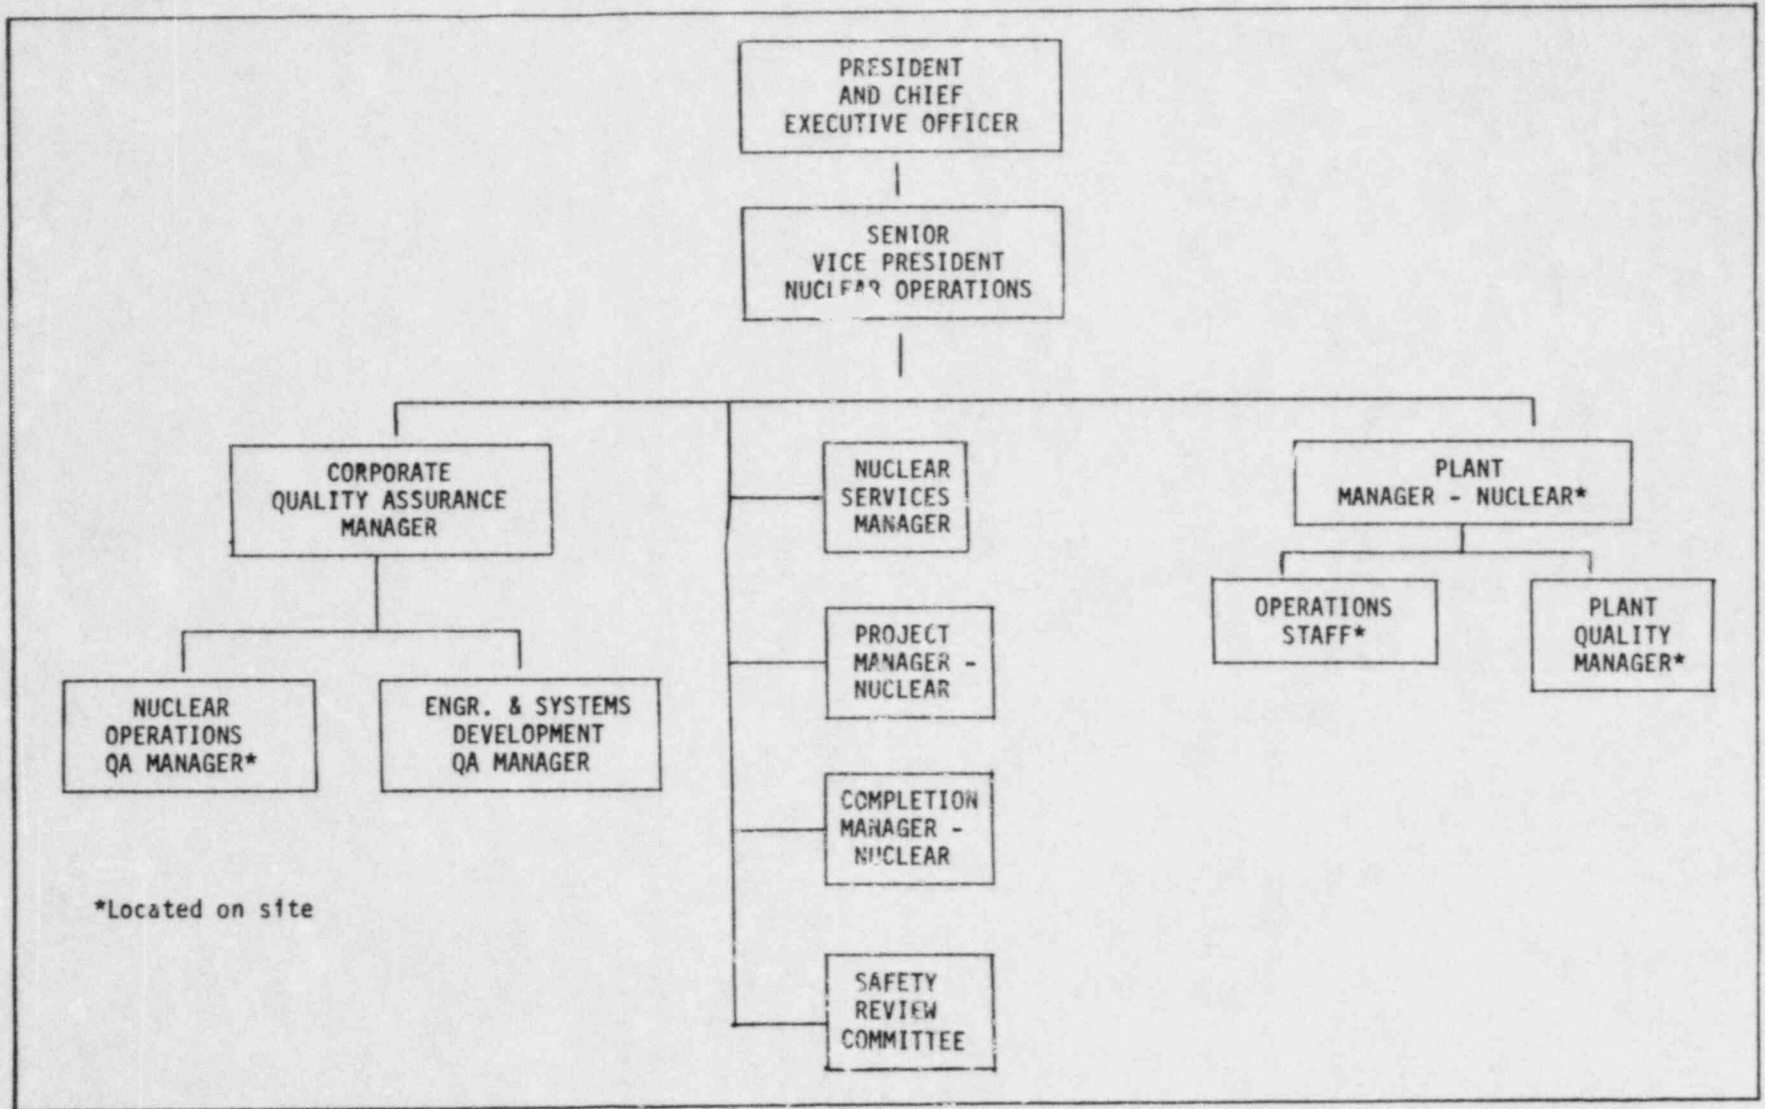 PRESIDENT
AND CHIEF
EXECUTIVE OFFICER
SENIOR
VICE PRESIDENT
NUCLEAR OPERATIONS
CORPORATE
QUALITY ASSURANCE
MANAGER
NUCLEAR
OPERATIONS
QA MANAGER*
ENGR. & SYSTEMS
DEVELOPMENT
QA MANAGER
NUCLEAR
SERVICES
MANAGER
PROJECT
MANAGER -
NUCLEAR
COMPLETION
MANAGER -
NUCLEAR
SAFETY
REVIEW
COMMITTEE
PLANT
MANAGER - NUCLEAR*
OPERATIONS
STAFF*
PLANT
QUALITY
MANAGER*
*Located on site